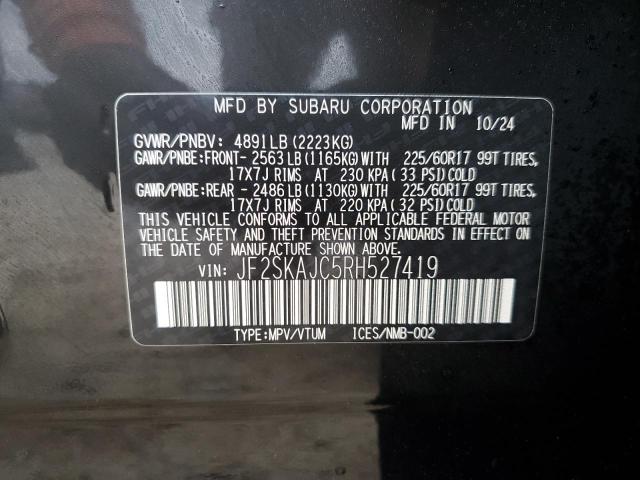 MFD BY SUBARU CORPORATION
MFD IN 10/24
GVWR/PNBV: 4891LB (2223KG)
GAWR/PNBE:FRONT- 2563 LB (1165KG) WITH 225/60R17 99T TIRES,
17X7J RIMS AT 230 KPA (33 PSI) COLD
GAWR/PNBE:REAR - 2486 LB (1130KG) WITH 225/60R17 99T TIRES,
17X7J RIMS AT 220 KPA (32 PSI) COLD
THIS VEHICLE CONFORMS TO ALL APPLICABLE FEDERAL MOTOR
VEHICLE SAFETY AND THEFT PREVENTION STANDARDS IN EFFECT ON
THE DATE OF MANUFACTURE SHOWN ABOVE.
VIN: JF2SKAJC5RH527419
TYPE:MPV/VTUM ICES/NMB-002